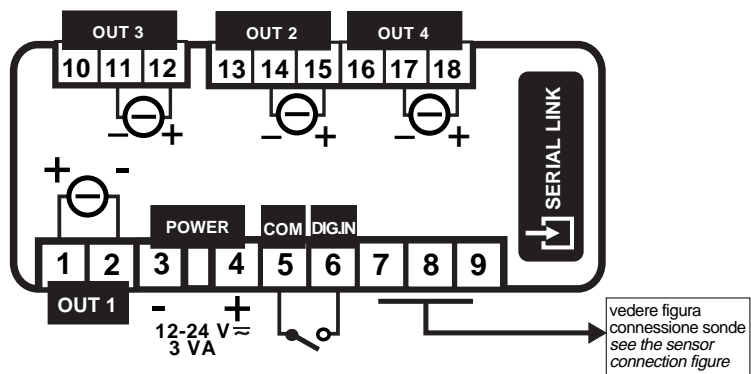 OUT 3 OUT 2 OUT 4
10 11 12 13 14 15 16 17 18
− + − + − +
SERIAL LINK
+ -
POWER COM DIG.IN
1 2 3 4 5 6 7 8 9
OUT 1 - +
12-24 V ≂
3 VA
vedere figura
connessione sonde
see the sensor
connection figure